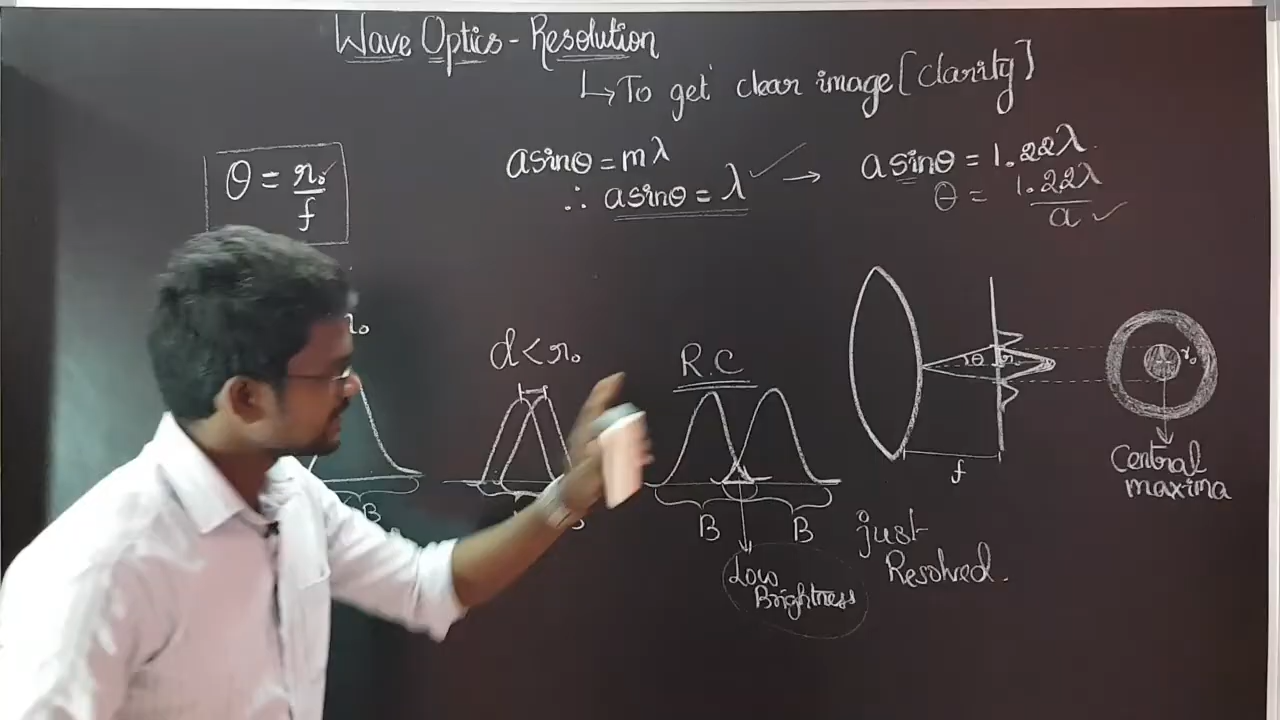 Wave Optics - Resolution
↳ To get clear image [clarity]
θ = r₀/f
a sinθ = mλ
∴ a sinθ = λ ✓ →
a sinθ = 1.22λ
θ = 1.22λ/a ✓
d < r₀
R.C
θ
r₀
r₀
f
Central
maxima
B
B
B
just
Resolved.
Low
Brightness